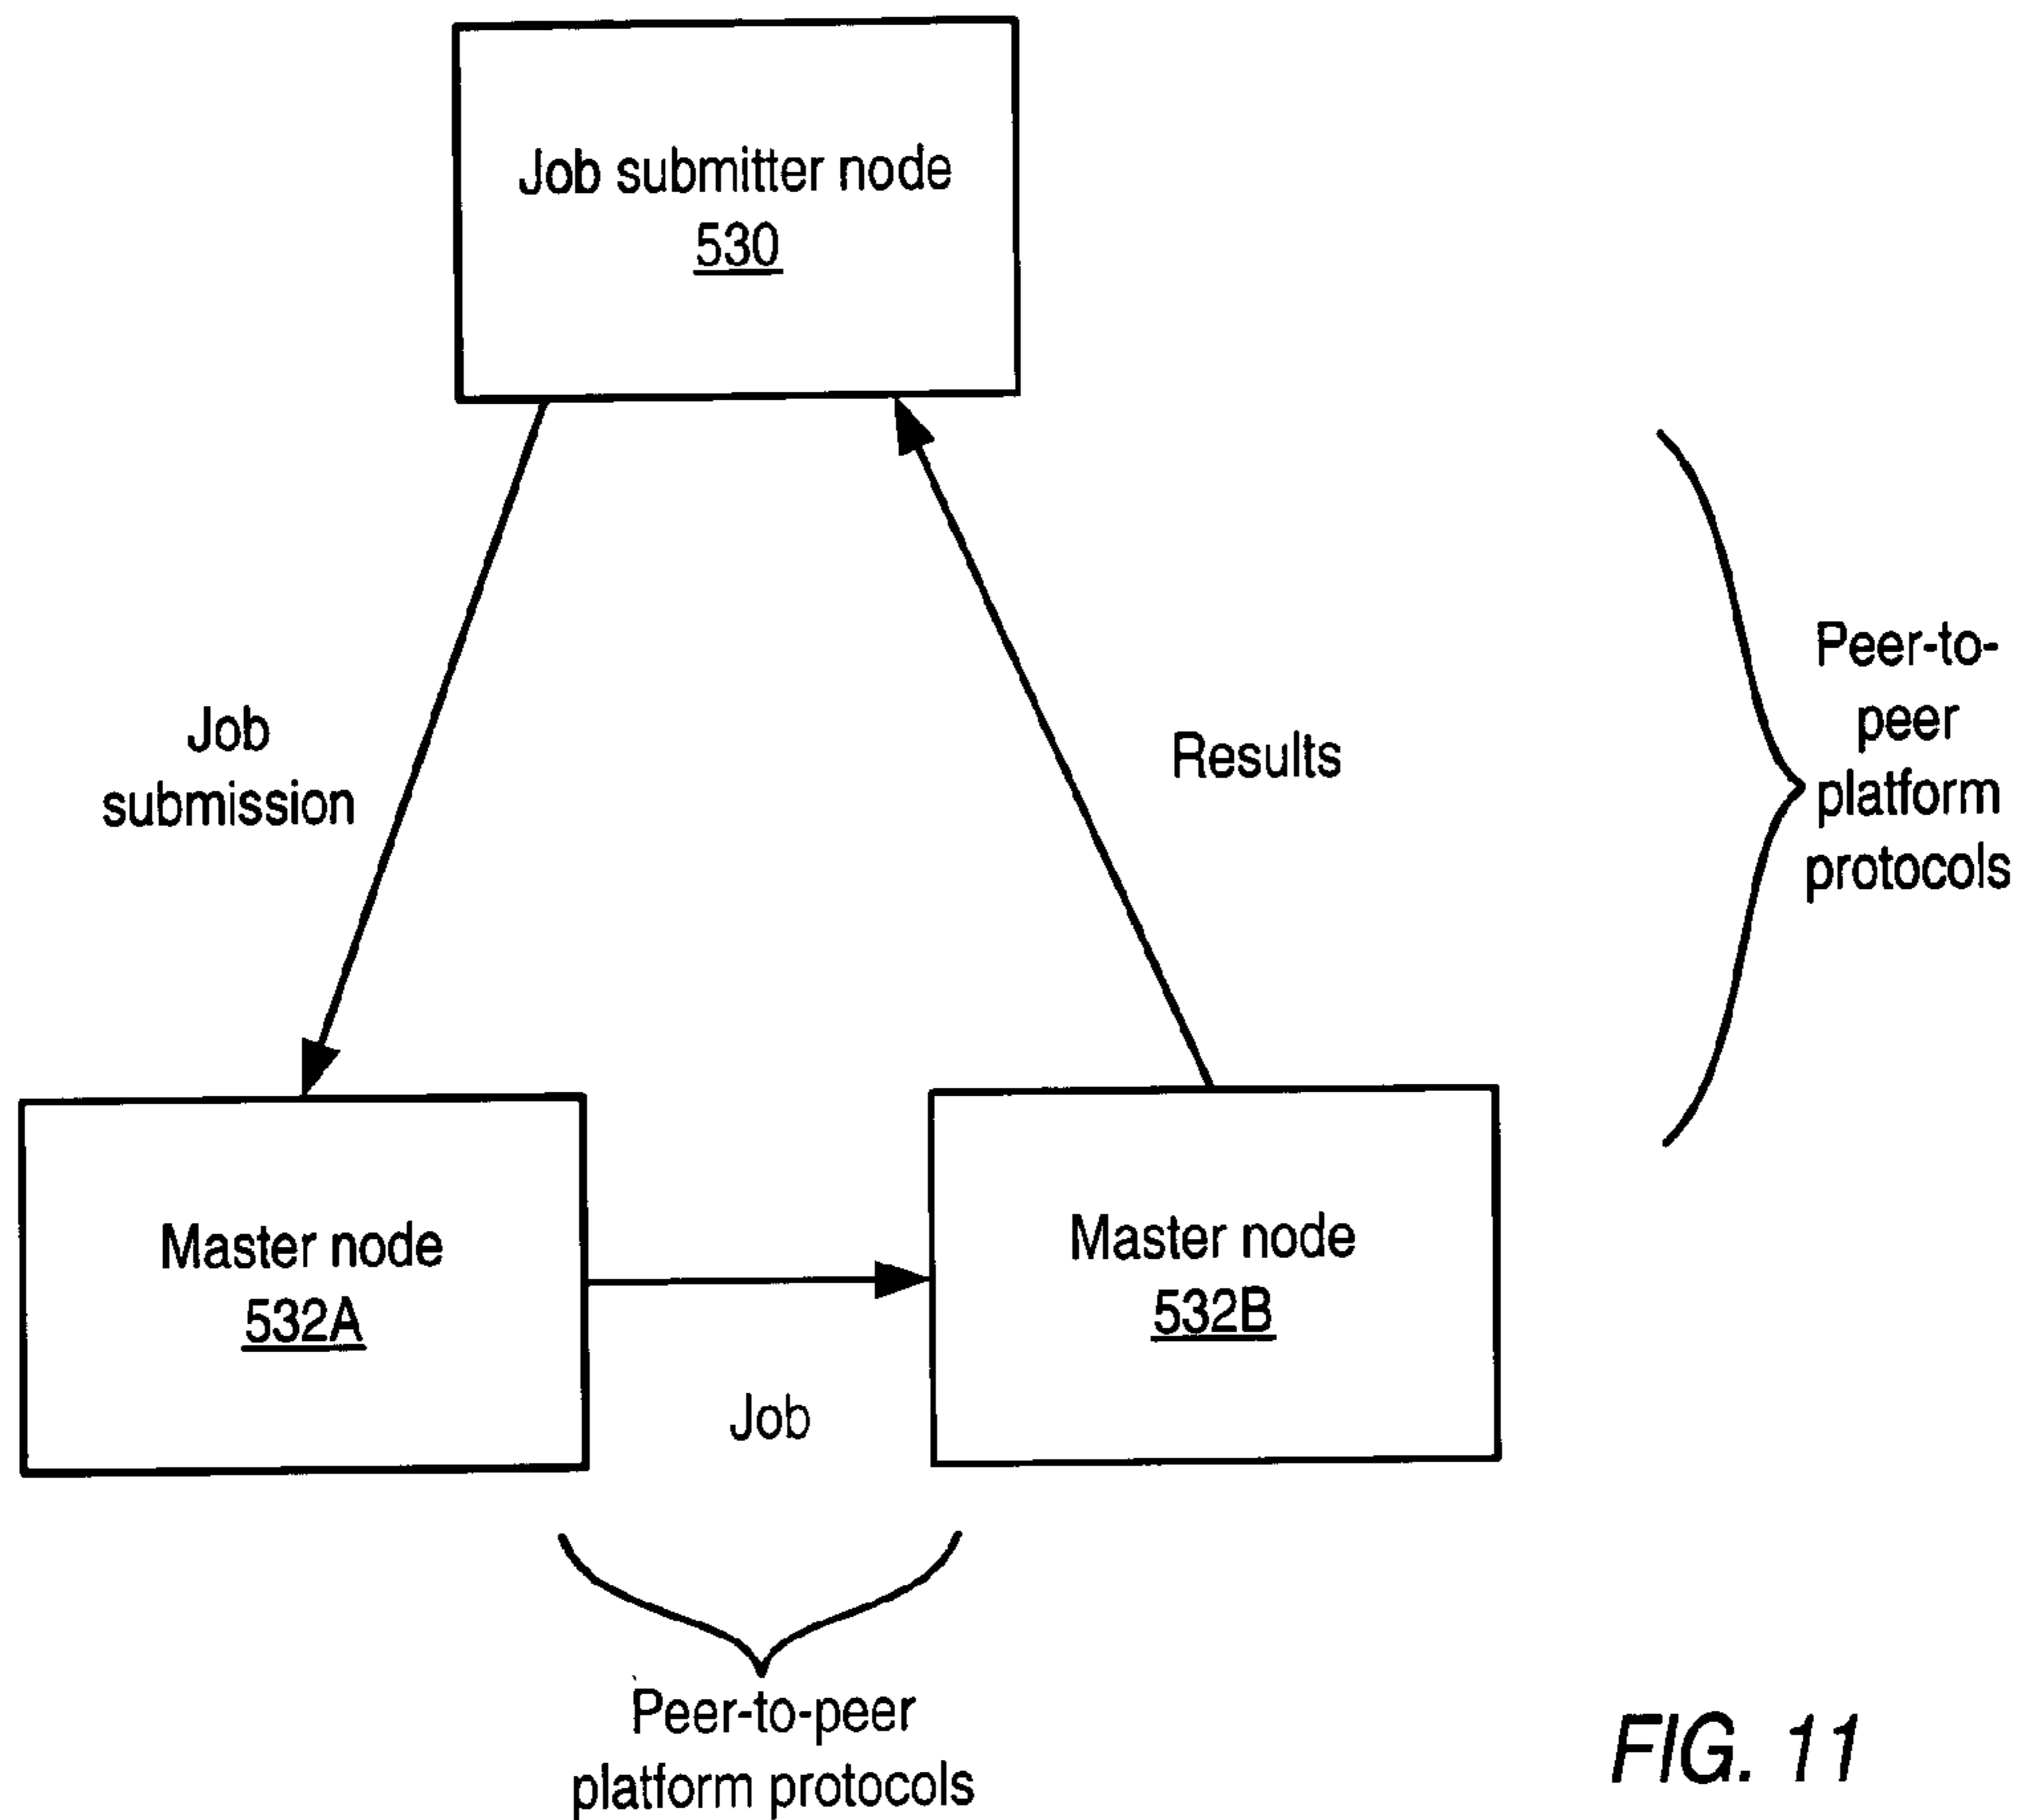 Job submitter node
530
Job
submission
Results
Peer-to-
peer
platform
protocols
Master node
532A
Master node
532B
Job
Peer-to-peer
platform protocols
FIG. 11